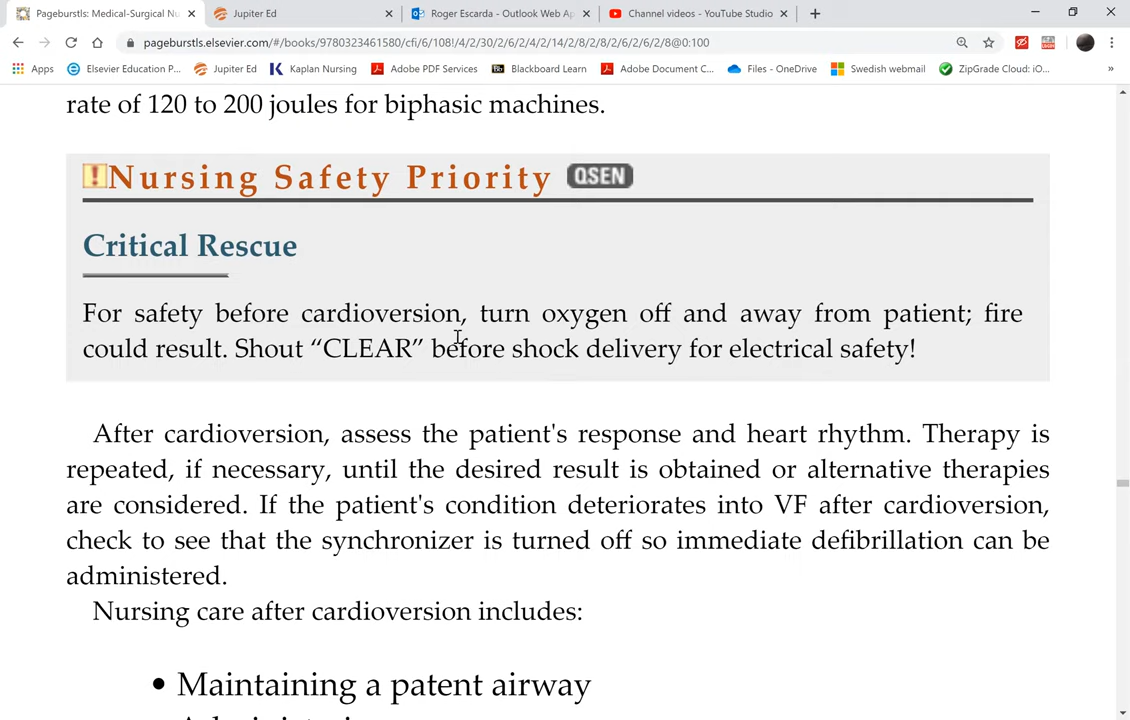 Pageburstls: Medical-Surgical Nu
Jupiter Ed
Roger Escarda - Outlook Web Ap
Channel videos - YouTube Studio
pageburstls.elsevier.com/#/books/9780323461580/cfi/6/108!/4/2/30/2/6/2/4/2/14/2/8/2/8/2/6/2/6/2/8@0:100
Apps
Elsevier Education P...
Jupiter Ed
Kaplan Nursing
Adobe PDF Services
Blackboard Learn
Adobe Document C...
Files - OneDrive
Swedish webmail
ZipGrade Cloud: iO...
»
rate of 120 to 200 joules for biphasic machines.
! Nursing Safety Priority QSEN
Critical Rescue
For safety before cardioversion, turn oxygen off and away from patient; fire
could result. Shout “CLEAR” before shock delivery for electrical safety!
After cardioversion, assess the patient's response and heart rhythm. Therapy is
repeated, if necessary, until the desired result is obtained or alternative therapies
are considered. If the patient's condition deteriorates into VF after cardioversion,
check to see that the synchronizer is turned off so immediate defibrillation can be
administered.
Nursing care after cardioversion includes:
• Maintaining a patent airway